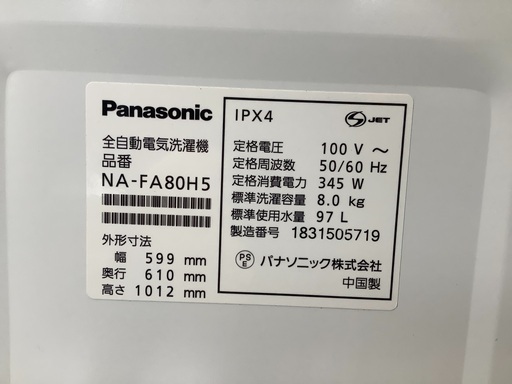 Panasonic
全自動電気洗濯機
品番
NA-FA80H5
外形寸法
幅 599 mm
奥行 610 mm
高さ 1012 mm
IPX4
JET
定格電圧 100 V ～
定格周波数 50/60 Hz
定格消費電力 345 W
標準洗濯容量 8.0 kg
標準使用水量 97 L
製造番号 1831505719
PS E パナソニック株式会社
中国製